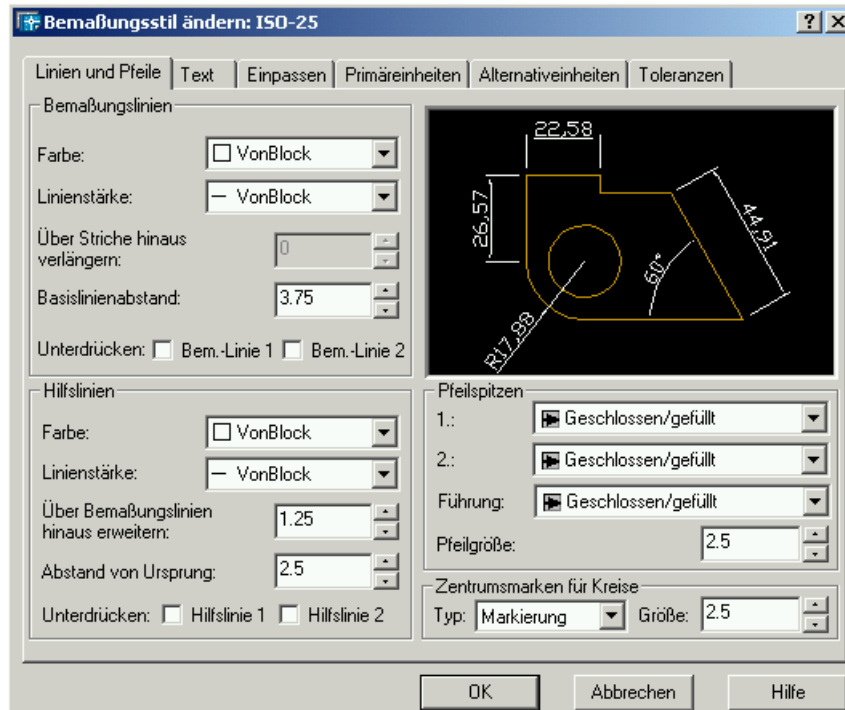 Bemaßungsstil ändern: ISO-25
Linien und Pfeile Text Einpassen Primäreinheiten Alternativeinheiten Toleranzen
Bemaßungslinien
Farbe: VonBlock
Linienstärke: VonBlock
Über Striche hinaus
verlängern: 0
Basislinienabstand: 3.75
Unterdrücken: Bem.-Linie 1 Bem.-Linie 2
22,58
26,57
44,91
60°
R17,88
Hilfslinien
Farbe: VonBlock
Linienstärke: VonBlock
Über Bemaßungslinien
hinaus erweitern: 1.25
Abstand von Ursprung: 2.5
Unterdrücken: Hilfslinie 1 Hilfslinie 2
Pfeilspitzen
1.: Geschlossen/gefüllt
2.: Geschlossen/gefüllt
Führung: Geschlossen/gefüllt
Pfeilgröße: 2.5
Zentrumsmarken für Kreise
Typ: Markierung Größe: 2.5
OK Abbrechen Hilfe